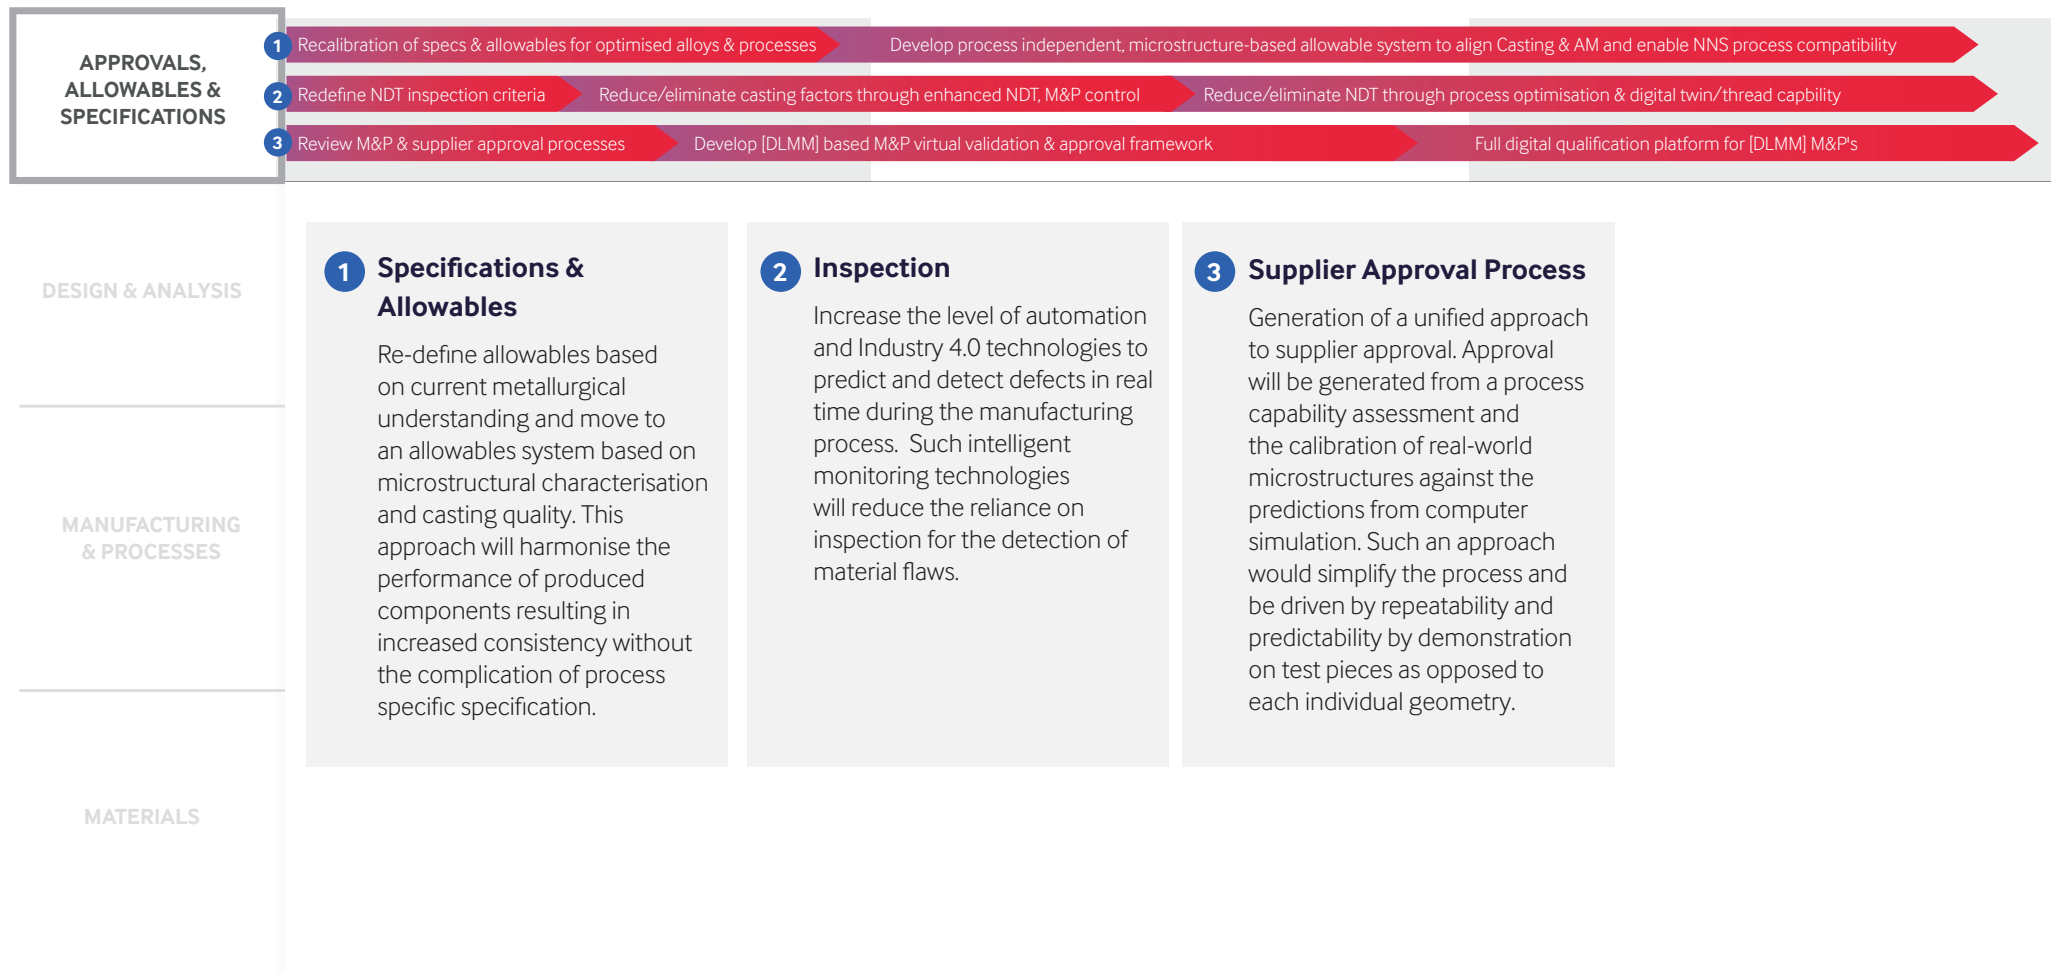 APPROVALS,
ALLOWABLES &
SPECIFICATIONS
1 Recalibration of specs & allowables for optimised alloys & processes Develop process independent, microstructure-based allowable system to align Casting & AM and enable NNS process compatibility
2 Redefine NDT inspection criteria Reduce/eliminate casting factors through enhanced NDT, M&P control Reduce/eliminate NDT through process optimisation & digital twin/thread capbility
3 Review M&P & supplier approval processes Develop [DLMM] based M&P virtual validation & approval framework Full digital qualification platform for [DLMM] M&P's
DESIGN & ANALYSIS
MANUFACTURING
& PROCESSES
MATERIALS
1 Specifications &
Allowables
Re-define allowables based
on current metallurgical
understanding and move to
an allowables system based on
microstructural characterisation
and casting quality. This
approach will harmonise the
performance of produced
components resulting in
increased consistency without
the complication of process
specific specification.
2 Inspection
Increase the level of automation
and Industry 4.0 technologies to
predict and detect defects in real
time during the manufacturing
process. Such intelligent
monitoring technologies
will reduce the reliance on
inspection for the detection of
material flaws.
3 Supplier Approval Process
Generation of a unified approach
to supplier approval. Approval
will be generated from a process
capability assessment and
the calibration of real-world
microstructures against the
predictions from computer
simulation. Such an approach
would simplify the process and
be driven by repeatability and
predictability by demonstration
on test pieces as opposed to
each individual geometry.